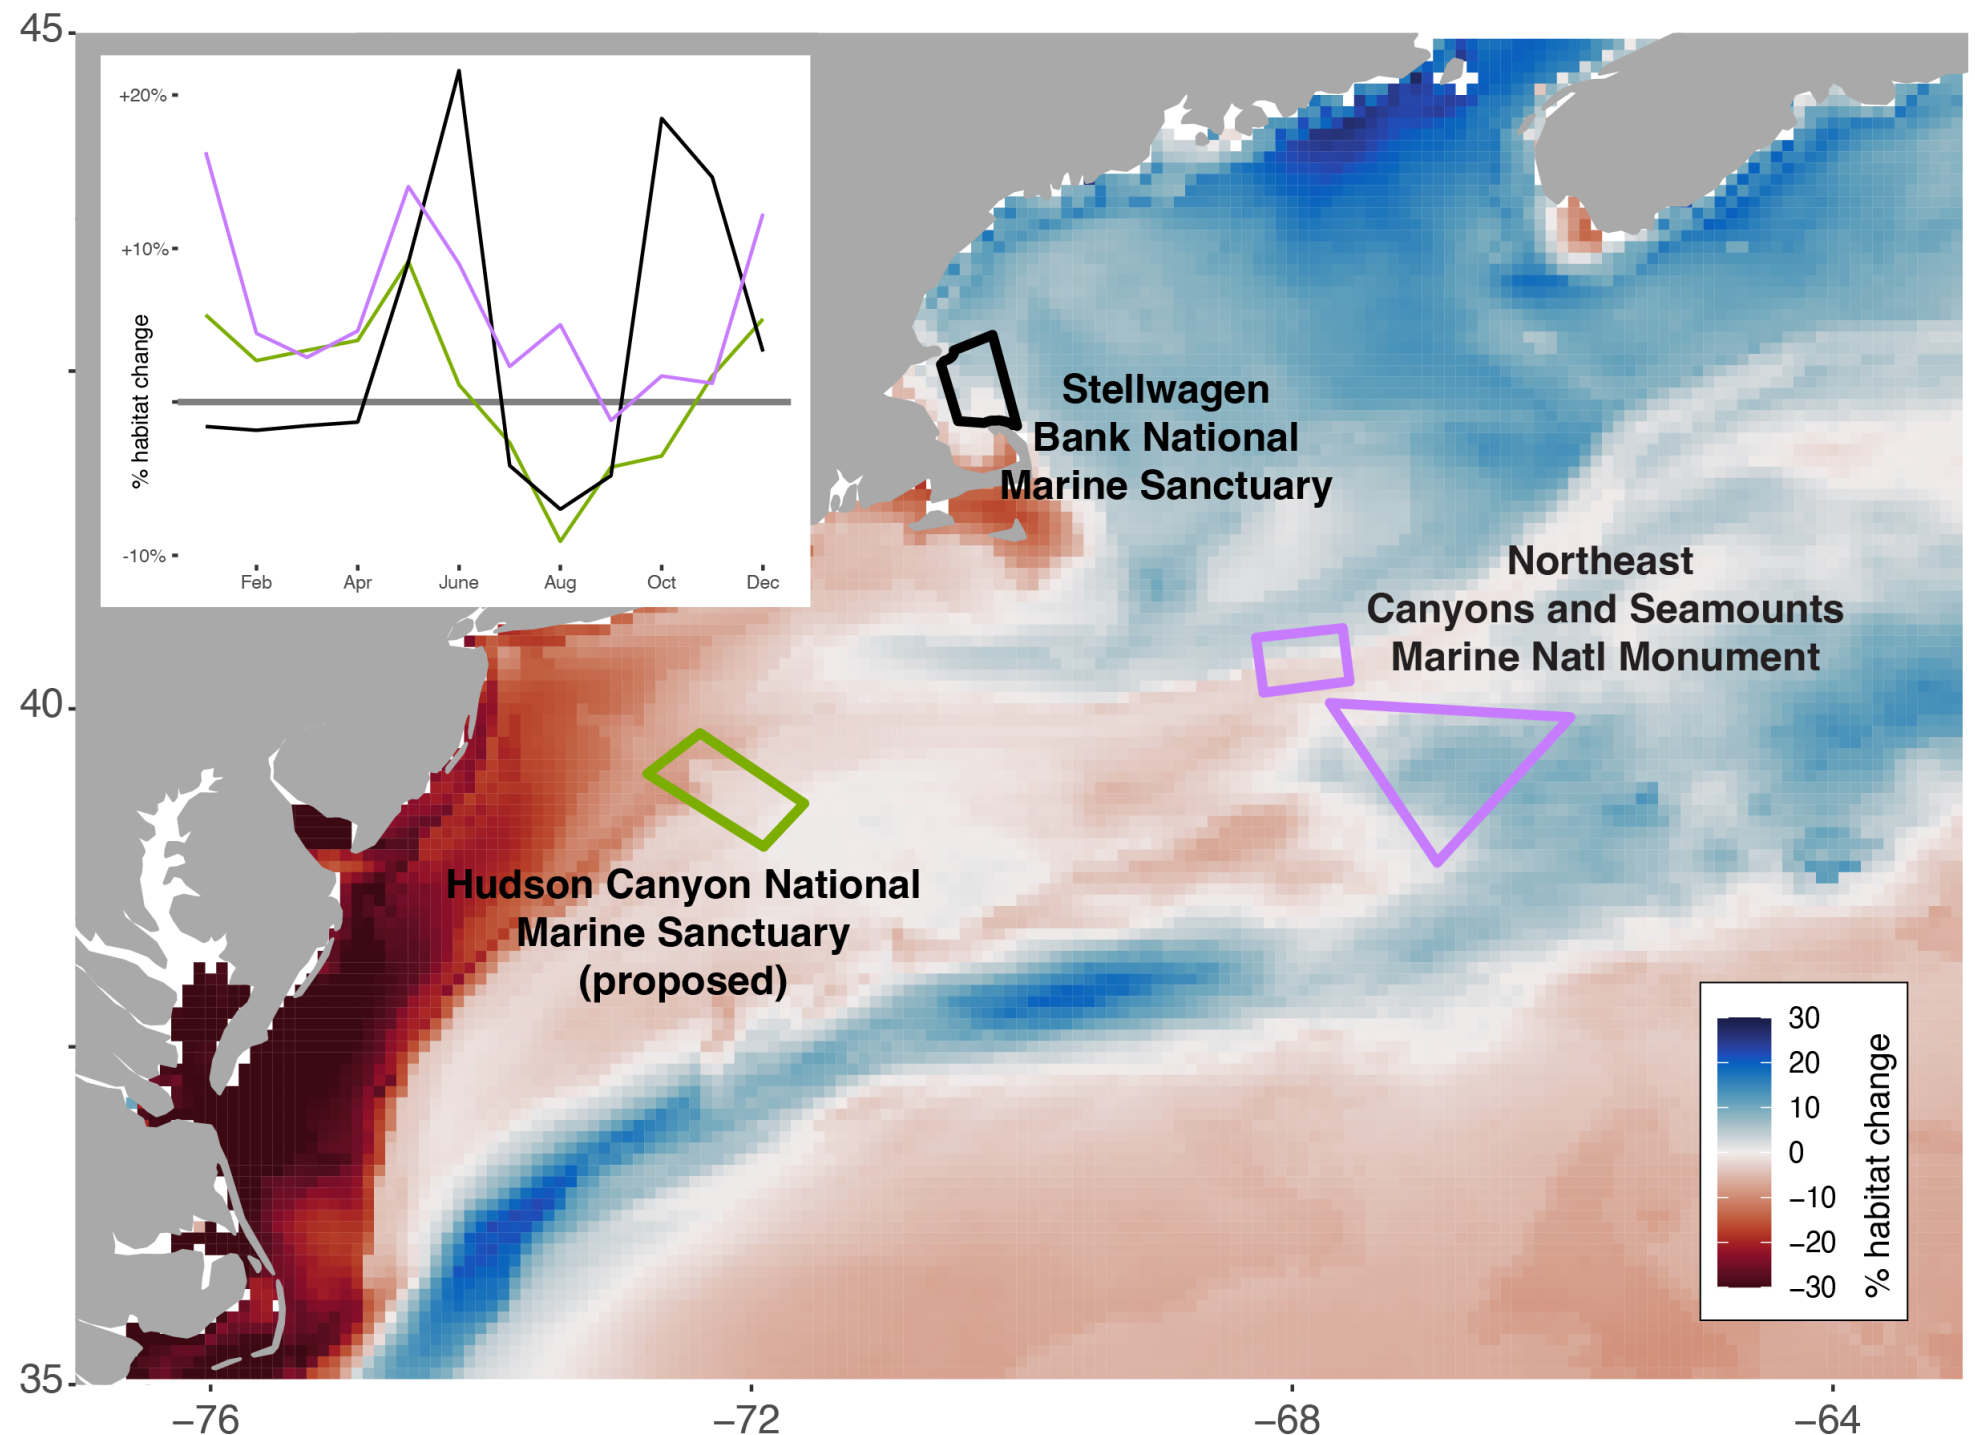 45
40
35
−76
−72
−68
−64
+20%
+10%
-10%
% habitat change
Feb
Apr
June
Aug
Oct
Dec
Stellwagen
Bank National
Marine Sanctuary
Northeast
Canyons and Seamounts
Marine Natl Monument
Hudson Canyon National
Marine Sanctuary
(proposed)
30
20
10
0
−10
−20
−30
% habitat change